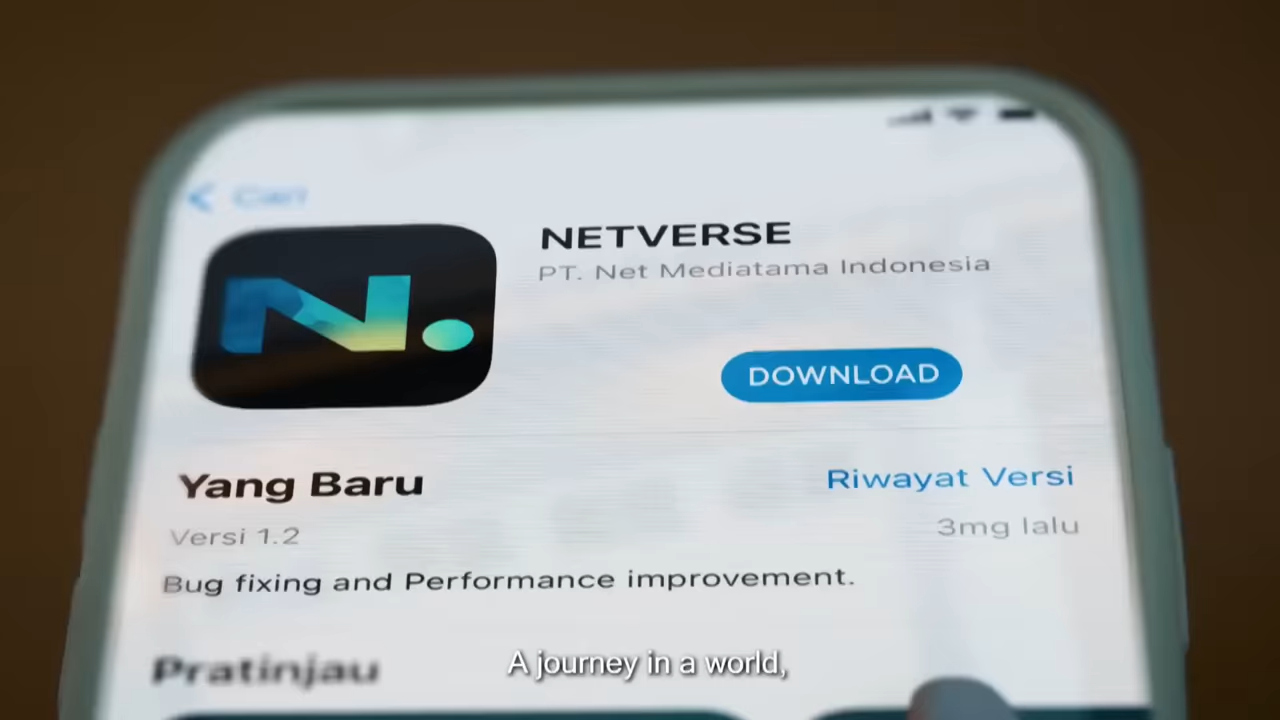 Cari
N.
NETVERSE
PT. Net Mediatama Indonesia
DOWNLOAD
Yang Baru
Riwayat Versi
Versi 1.2
3mg lalu
Bug fixing and Performance improvement.
Pratinjau
A journey in a world,